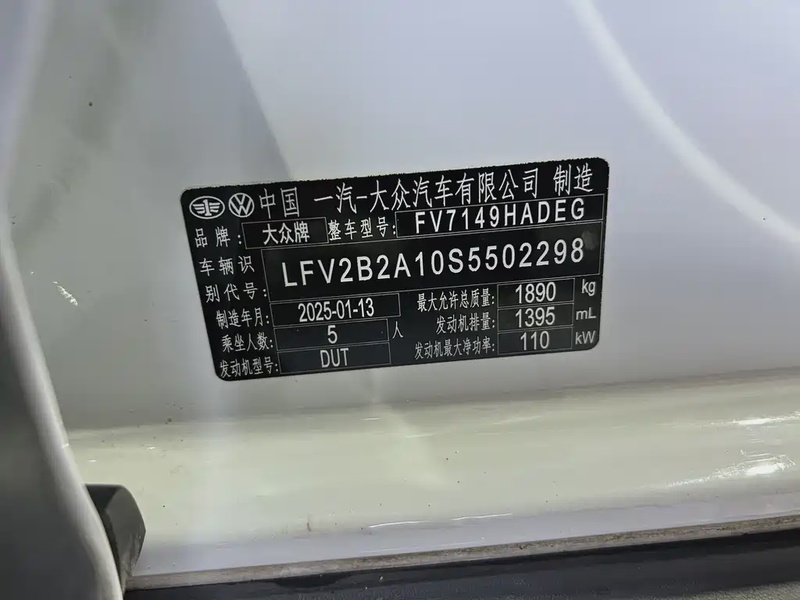 中国 一汽-大众汽车有限公司 制造
品牌: 大众牌 整车型号: FV7149HADEG
车辆识别代号: LFV2B2A10S5502298
制造年月: 2025-01-13 最大允许总质量: 1890 kg
乘坐人数: 5 人 发动机排量: 1395 mL
发动机型号: DUT 发动机最大净功率: 110 kW